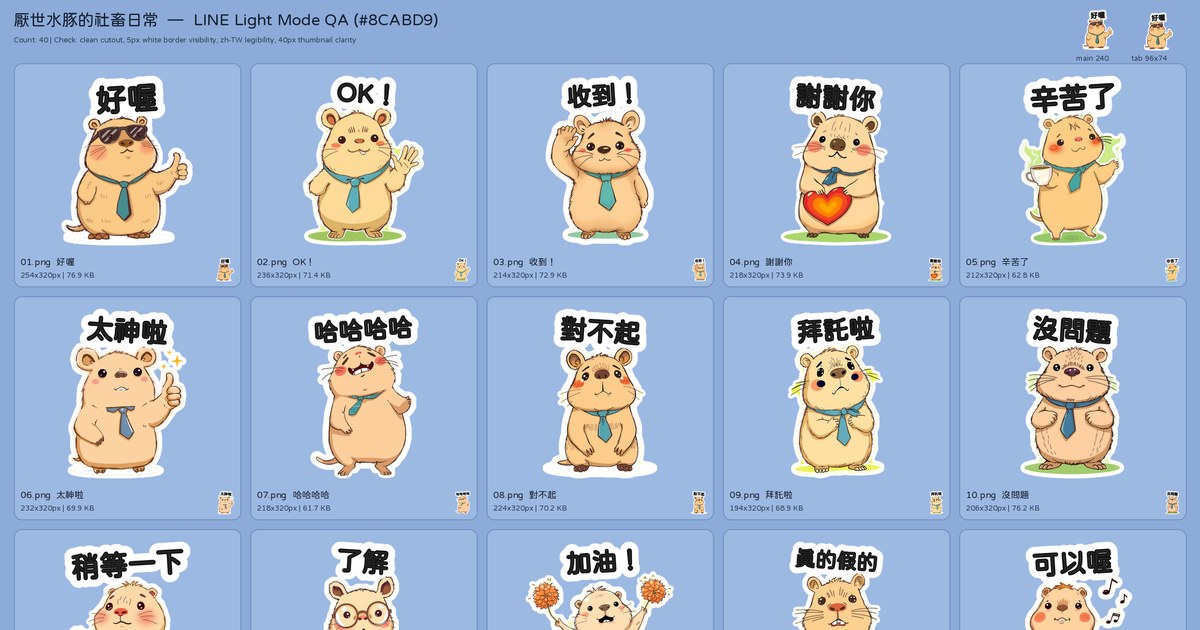 厭世水豚的社畜日常 — LINE Light Mode QA (#8CABD9)
Count: 40 | Check: clean cutout, 5px white border visibility, zh-TW legibility, 40px thumbnail clarity
好喔
好喔
main 240
tab 96x74
好喔
OK！
收到！
謝謝你
辛苦了
01.png 好喔
254x320px | 76.9 KB
02.png OK！
236x320px | 71.4 KB
03.png 收到！
214x320px | 72.9 KB
04.png 謝謝你
218x320px | 73.9 KB
05.png 辛苦了
212x320px | 62.8 KB
太神啦
哈哈哈哈
對不起
拜託啦
沒問題
06.png 太神啦
232x320px | 69.9 KB
07.png 哈哈哈哈
218x320px | 61.7 KB
08.png 對不起
224x320px | 70.2 KB
09.png 拜託啦
194x320px | 68.9 KB
10.png 沒問題
206x320px | 76.2 KB
稍等一下
了解
加油！
真的假的
可以喔